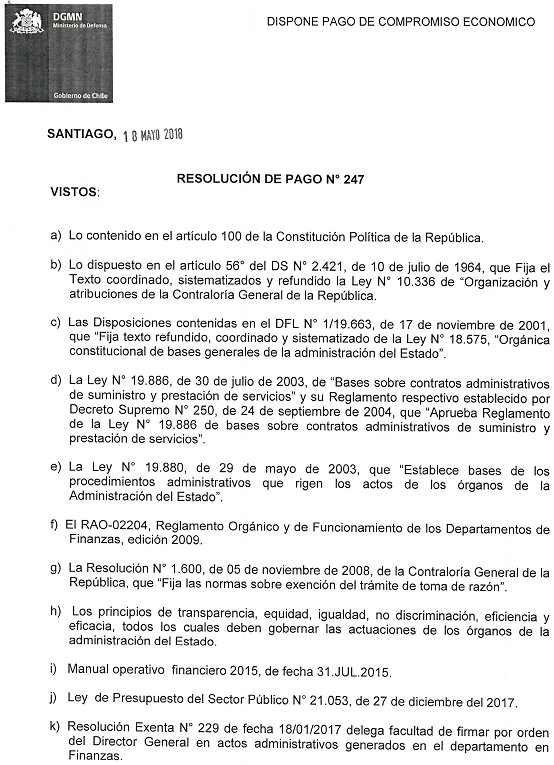 DGMN
Ministerio de Defensa
Gobierno de Chile
DISPONE PAGO DE COMPROMISO ECONOMICO
SANTIAGO, 18 MAYO 2018
RESOLUCIÓN DE PAGO N° 247
VISTOS:
a) Lo contenido en el artículo 100 de la Constitución Política de la República.
b) Lo dispuesto en el artículo 56° del DS N° 2.421, de 10 de julio de 1964, que Fija el
Texto coordinado, sistematizados y refundido la Ley N° 10.336 de “Organización y
atribuciones de la Contraloría General de la República.
c) Las Disposiciones contenidas en el DFL N° 1/19.663, de 17 de noviembre de 2001,
que “Fija texto refundido, coordinado y sistematizado de la Ley N° 18.575, “Orgánica
constitucional de bases generales de la administración del Estado”.
d) La Ley N° 19.886, de 30 de julio de 2003, de “Bases sobre contratos administrativos
de suministro y prestación de servicios” y su Reglamento respectivo establecido por
Decreto Supremo N° 250, de 24 de septiembre de 2004, que “Aprueba Reglamento
de la Ley N° 19.886 de bases sobre contratos administrativos de suministro y
prestación de servicios”.
e) La Ley N° 19.880, de 29 de mayo de 2003, que “Establece bases de los
procedimientos administrativos que rigen los actos de los órganos de la
Administración del Estado”.
f) El RAO-02204, Reglamento Orgánico y de Funcionamiento de los Departamentos de
Finanzas, edición 2009.
g) La Resolución N° 1.600, de 05 de noviembre de 2008, de la Contraloría General de la
República, que “Fija las normas sobre exención del trámite de toma de razón”.
h) Los principios de transparencia, equidad, igualdad, no discriminación, eficiencia y
eficacia, todos los cuales deben gobernar las actuaciones de los órganos de la
administración del Estado.
i) Manual operativo financiero 2015, de fecha 31.JUL.2015.
j) Ley de Presupuesto del Sector Público N° 21.053, de 27 de diciembre del 2017.
k) Resolución Exenta N° 229 de fecha 18/01/2017 delega facultad de firmar por orden
del Director General en actos administrativos generados en el departamento en
Finanzas.